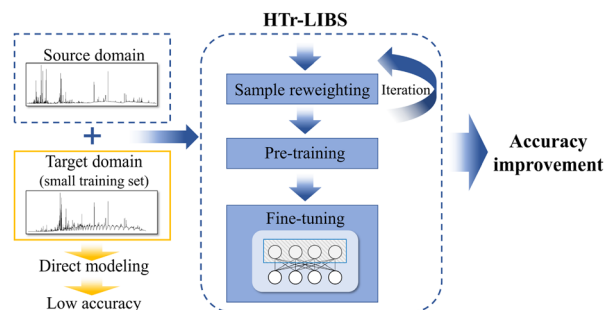 HTr-LIBS
Source domain
+
Target domain
(small training set)
Direct modeling
Low accuracy
Sample reweighting
Iteration
Pre-training
Fine-tuning
Accuracy
improvement